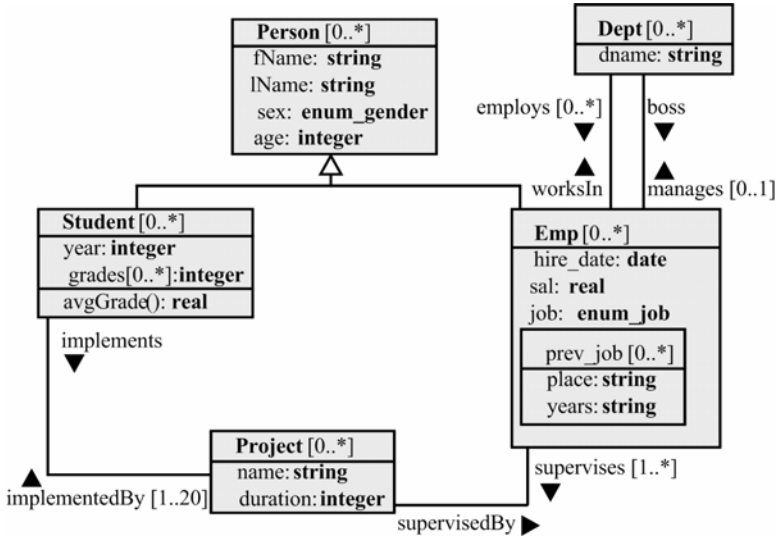 Person [0..*]
fName: string
lName: string
sex: enum_gender
age: integer
Dept [0..*]
dname: string
employs [0..*]
boss
worksIn
manages [0..1]
Student [0..*]
year: integer
grades[0..*]:integer
avgGrade(): real
Emp [0..*]
hire_date: date
sal: real
job: enum_job
prev_job [0..*]
place: string
years: string
implements
Project [0..*]
name: string
duration: integer
implementedBy [1..20]
supervises [1..*]
supervisedBy